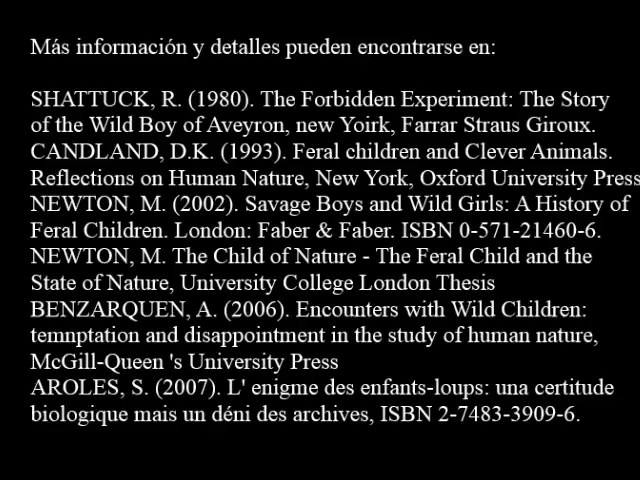 Más información y detalles pueden encontrarse en:
SHATTUCK, R. (1980). The Forbidden Experiment: The Story
of the Wild Boy of Aveyron, new Yoirk, Farrar Straus Giroux.
CANDLAND, D.K. (1993). Feral children and Clever Animals.
Reflections on Human Nature, New York, Oxford University Press
NEWTON, M. (2002). Savage Boys and Wild Girls: A History of
Feral Children. London: Faber & Faber. ISBN 0-571-21460-6.
NEWTON, M. The Child of Nature - The Feral Child and the
State of Nature, University College London Thesis
BENZARQUEN, A. (2006). Encounters with Wild Children:
temnptation and disappointment in the study of human nature,
McGill-Queen 's University Press
AROLES, S. (2007). L' enigme des enfants-loups: una certitude
biologique mais un déni des archives, ISBN 2-7483-3909-6.